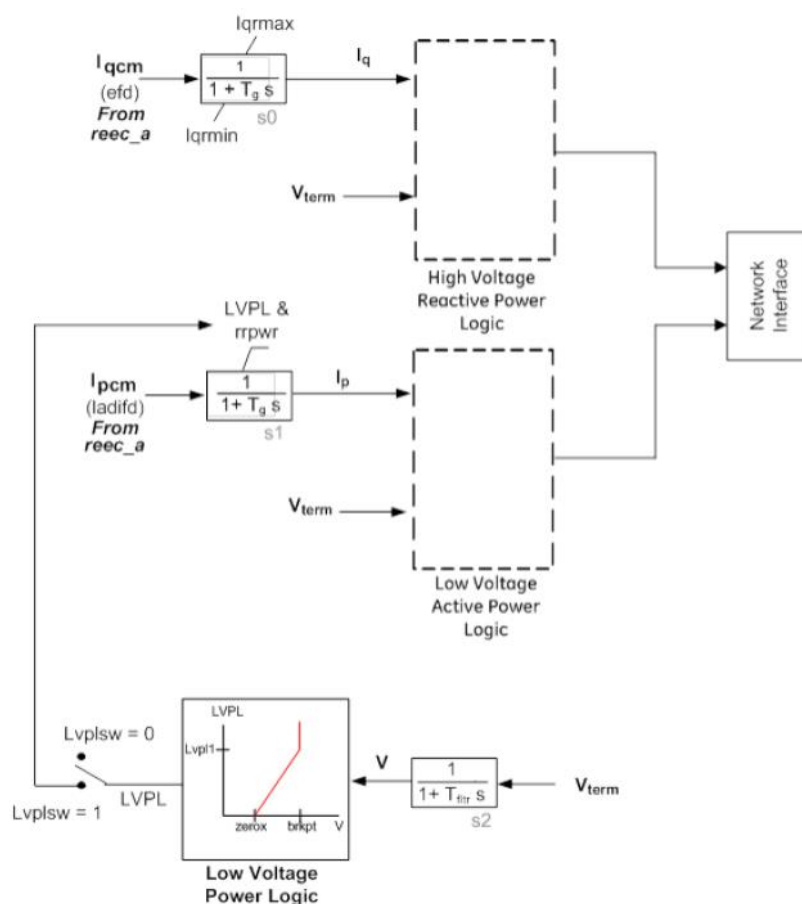 Iqrmax
Iqcm
(efd)
From
reec_a
1
1 + Tg s
s0
Iqrmin
Iq
Vterm
High Voltage
Reactive Power
Logic
Network
Interface
LVPL &
rrpwr
Ipcm
(Iadifd)
From
reec_a
1
1+ Tg s
s1
Ip
Vterm
Low Voltage
Active Power
Logic
Lvplsw = 0
Lvplsw = 1
LVPL
LVPL
Lvpl1
zerox
brkpt
V
Low Voltage
Power Logic
V
1
1+ Tfltr s
s2
Vterm